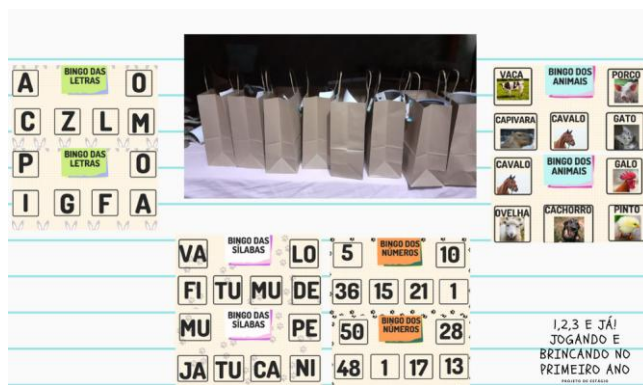 BINGO DAS
LETRAS
A O
C Z L M
BINGO DAS
LETRAS
P O
I G F A
BINGO DOS
ANIMAIS
VACA PORCO
CAPIVARA CAVALO GATO
BINGO DOS
ANIMAIS
CAVALO GALO
OVELHA CACHORRO PINTO
BINGO DAS
SÍLABAS
VA LO
FI TU MU DE
BINGO DAS
SÍLABAS
MU PE
JA TU CA NI
BINGO DOS
NÚMEROS
5 10
36 15 21 1
BINGO DOS
NÚMEROS
50 28
48 1 17 13
1,2,3 E JÁ!
JOGANDO E
BRINCANDO NO
PRIMEIRO ANO
PROJETO DE ESTÁGIO